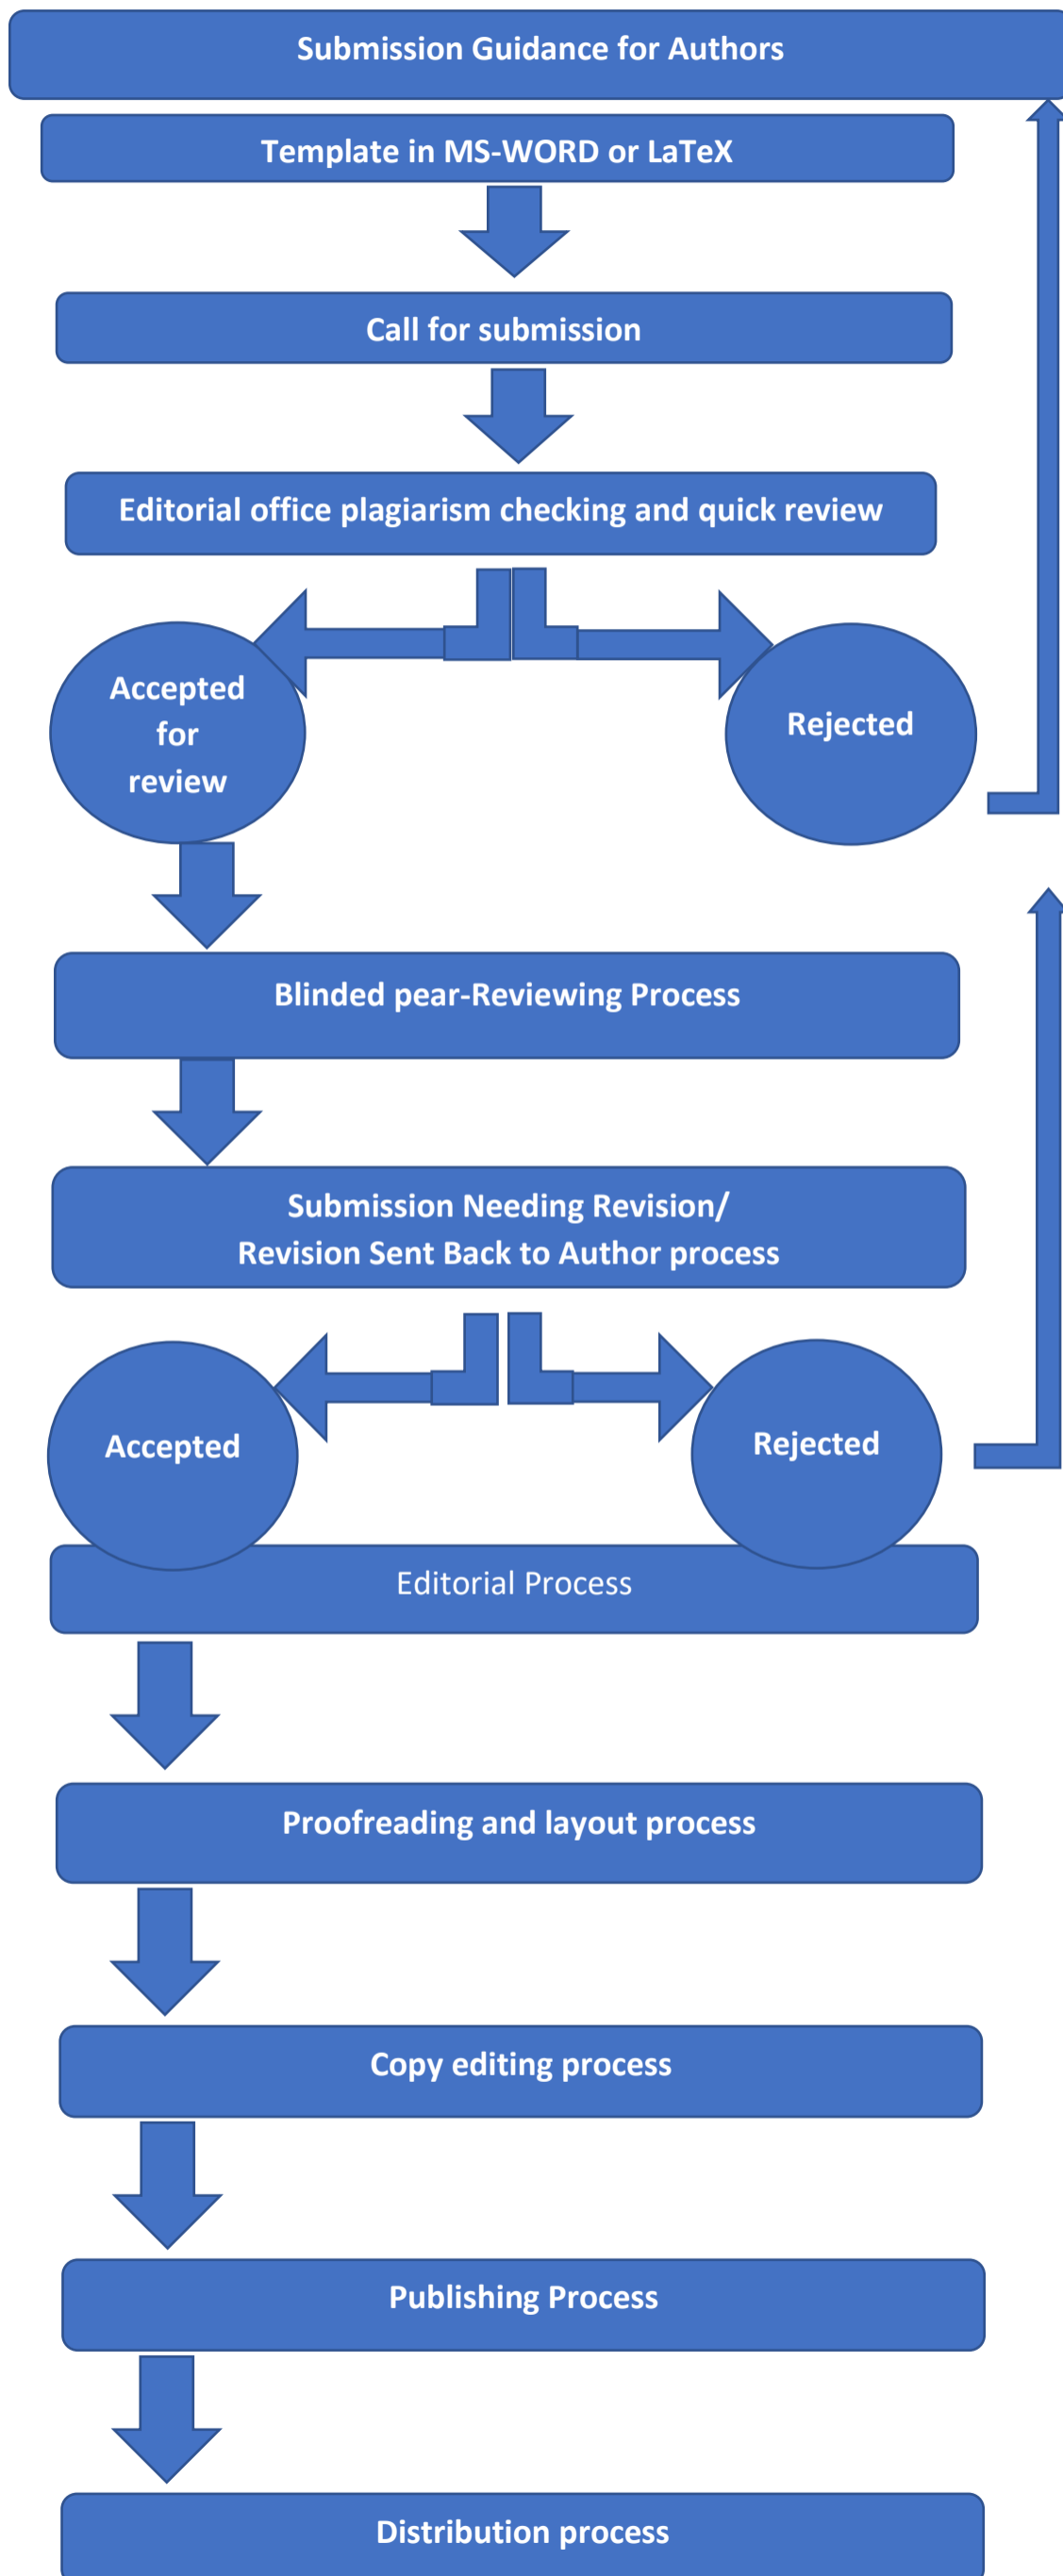 Submission Guidance for Authors
Template in MS-WORD or LaTeX
Call for submission
Editorial office plagiarism checking and quick review
Accepted
for
review
Rejected
Blinded pear-Reviewing Process
Submission Needing Revision/
Revision Sent Back to Author process
Accepted
Rejected
Editorial Process
Proofreading and layout process
Copy editing process
Publishing Process
Distribution process